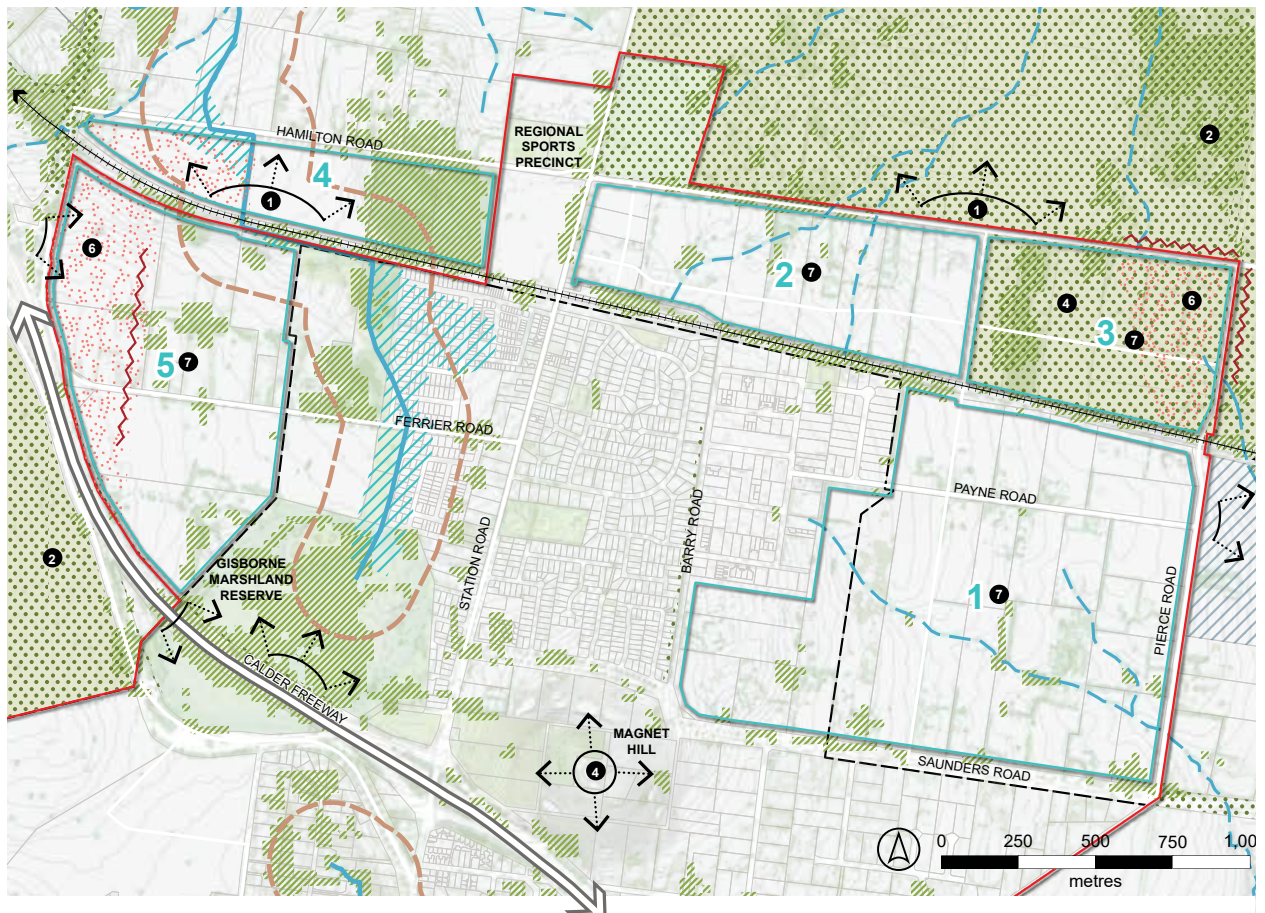 2
HAMILTON ROAD
REGIONAL
SPORTS
PRECINCT
4
1
1
6
2
7
4
6
3
7
5
7
FERRIER ROAD
PAYNE ROAD
BARRY ROAD
STATION ROAD
2
GISBORNE
MARSHLAND
RESERVE
1
7
PIERCE ROAD
CALDER FREEWAY
MAGNET
HILL
4
SAUNDERS ROAD
0 250 500 750 1,00
metres